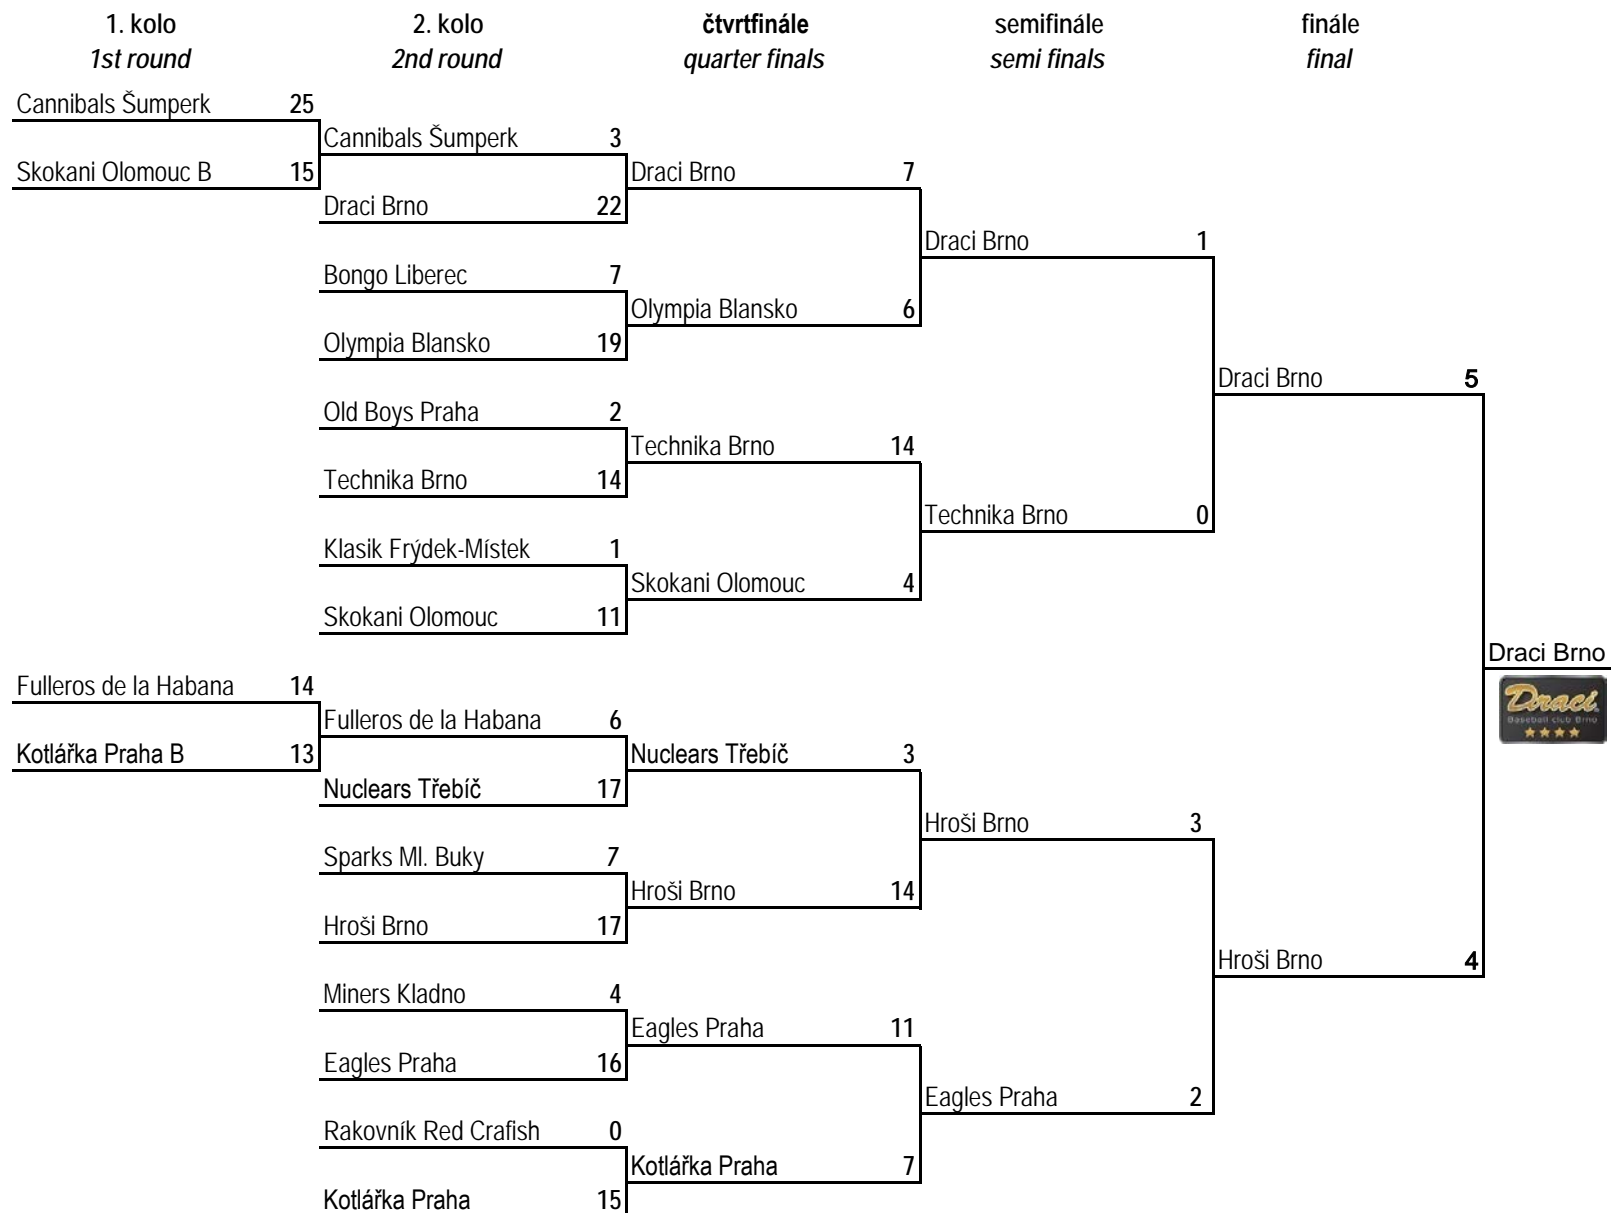 1. kolo 2. kolo čtvrtfinále semifinále finále
1st round 2nd round quarter finals semi finals final
Cannibals Šumperk 25
Cannibals Šumperk 3
Skokani Olomouc B 15 Draci Brno 7
Draci Brno 22
Draci Brno 1
Bongo Liberec 7
Olympia Blansko 6
Olympia Blansko 19
Draci Brno 5
Old Boys Praha 2
Technika Brno 14
Technika Brno 14
Technika Brno 0
Klasik Frýdek-Místek 1
Skokani Olomouc 4
Skokani Olomouc 11
Draci Brno
Fulleros de la Habana 14
Draci
Fulleros de la Habana 6
Baseball club Brno
Kotlářka Praha B 13 Nuclears Třebíč 3
Nuclears Třebíč 17
Hroši Brno 3
Sparks Ml. Buky 7
Hroši Brno 14
Hroši Brno 17
Hroši Brno 4
Miners Kladno 4
Eagles Praha 11
Eagles Praha 16
Eagles Praha 2
Rakovník Red Crafish 0
Kotlářka Praha 7
Kotlářka Praha 15